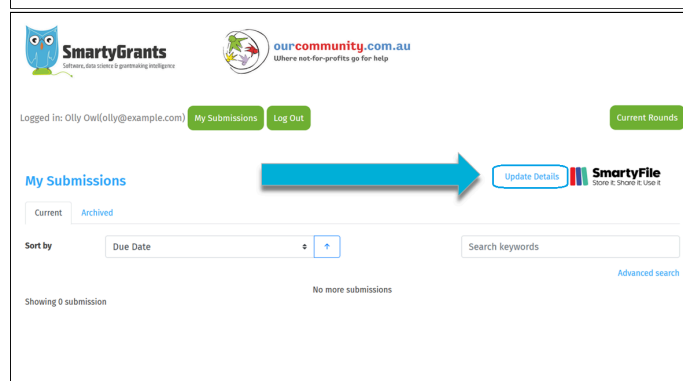 SmartyGrants
Software, data science & grantmaking intelligence
ourcommunity.com.au
Where not-for-profits go for help
Logged in: Olly Owl(olly@example.com) My Submissions Log Out Current Rounds
My Submissions Update Details SmartyFile
Store it: Share it: Use it
Current Archived
Sort by Due Date ↑ Search keywords
Advanced search
No more submissions
Showing 0 submission